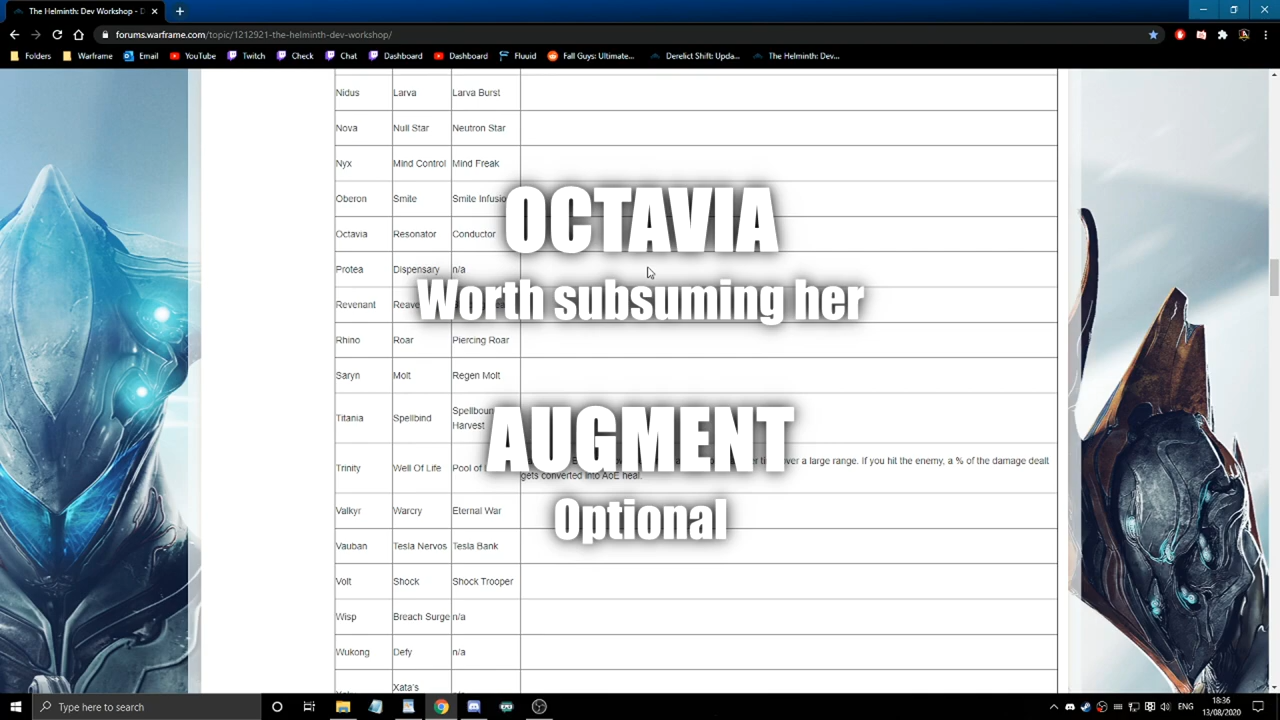 The Helminth: Dev Workshop - D
forums.warframe.com/topic/1212921-the-helminth-dev-workshop/
Folders Warframe Email YouTube Twitch Check Chat Dashboard Dashboard Fluuid Fall Guys: Ultimate... Derelict Shift: Upda... The Helminth: Dev...
Nidus Larva Larva Burst
Nova Null Star Neutron Star
Nyx Mind Control Mind Freak
Oberon Smite Smite
OCTAVIA
Octavia Resonator Conductor
Protea Dispensary n/a
Worth subsuming her
Revenant
Rhino Roar Piercing Roar
Saryn Molt Regen Molt
Titania Spellbind
Harvest
AUGMENT
Trinity Well Of Life Pool of
over a large range. If you hit the enemy, a % of the damage dealt
gets converted into AoE heal.
Optional
Valkyr Warcry Eternal War
Vauban Tesla Nervos Tesla Bank
Volt Shock Shock Trooper
Wisp Breach Surge n/a
Wukong Defy n/a
Xata's
Type here to search
18:36
13/08/2020